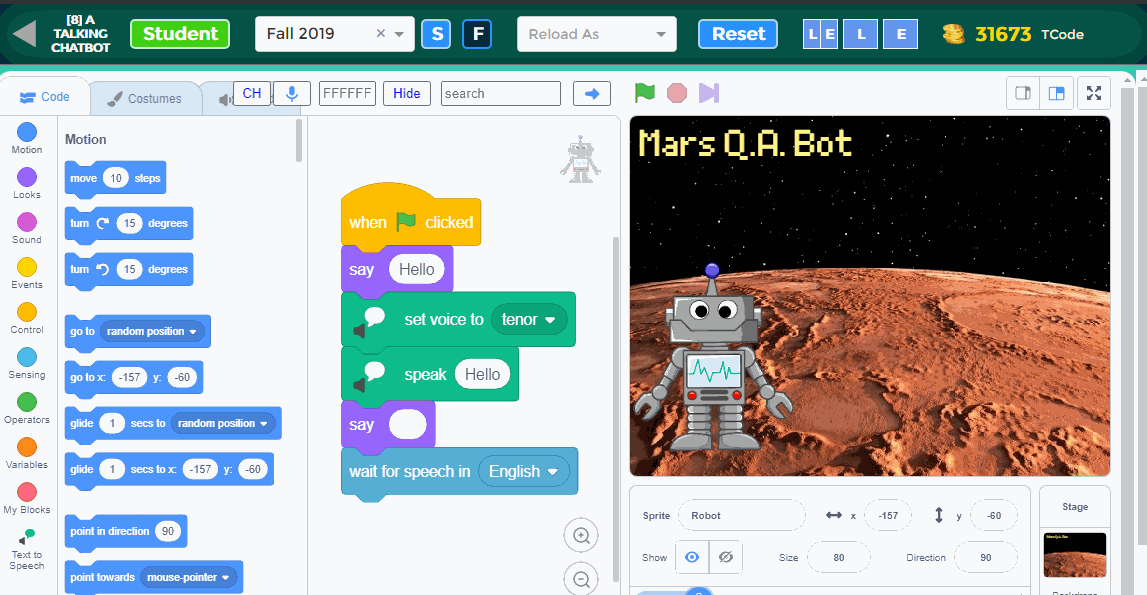 [8] A
TALKING
CHATBOT
Student
Fall 2019
S
F
Reload As
Reset
L E
L
E
31673 TCode
Code
Costumes
CH
FFFFFF
Hide
search
Motion
Looks
Sound
Events
Control
Sensing
Operators
Variables
My Blocks
Text to
Speech
Motion
move 10 steps
turn 15 degrees
turn 15 degrees
go to random position
go to x: -157 y: -60
glide 1 secs to random position
glide 1 secs to x: -157 y: -60
point in direction 90
point towards mouse-pointer
when clicked
say Hello
set voice to tenor
speak Hello
say
wait for speech in English
Mars Q.A. Bot
Sprite Robot x -157 y -60
Show Size 80 Direction 90
Stage
Mars Q.A. Bot